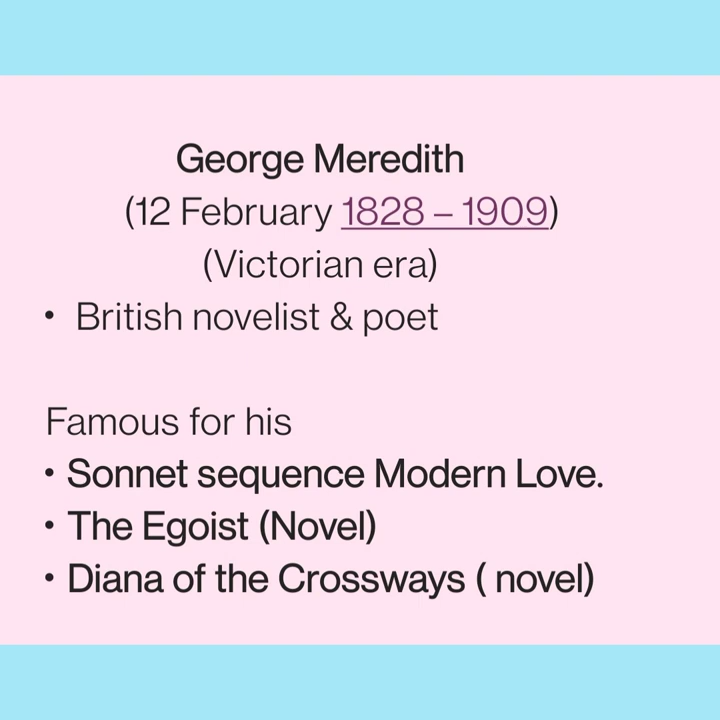 George Meredith
(12 February 1828 – 1909)
(Victorian era)
• British novelist & poet
Famous for his
• Sonnet sequence Modern Love.
• The Egoist (Novel)
• Diana of the Crossways ( novel)